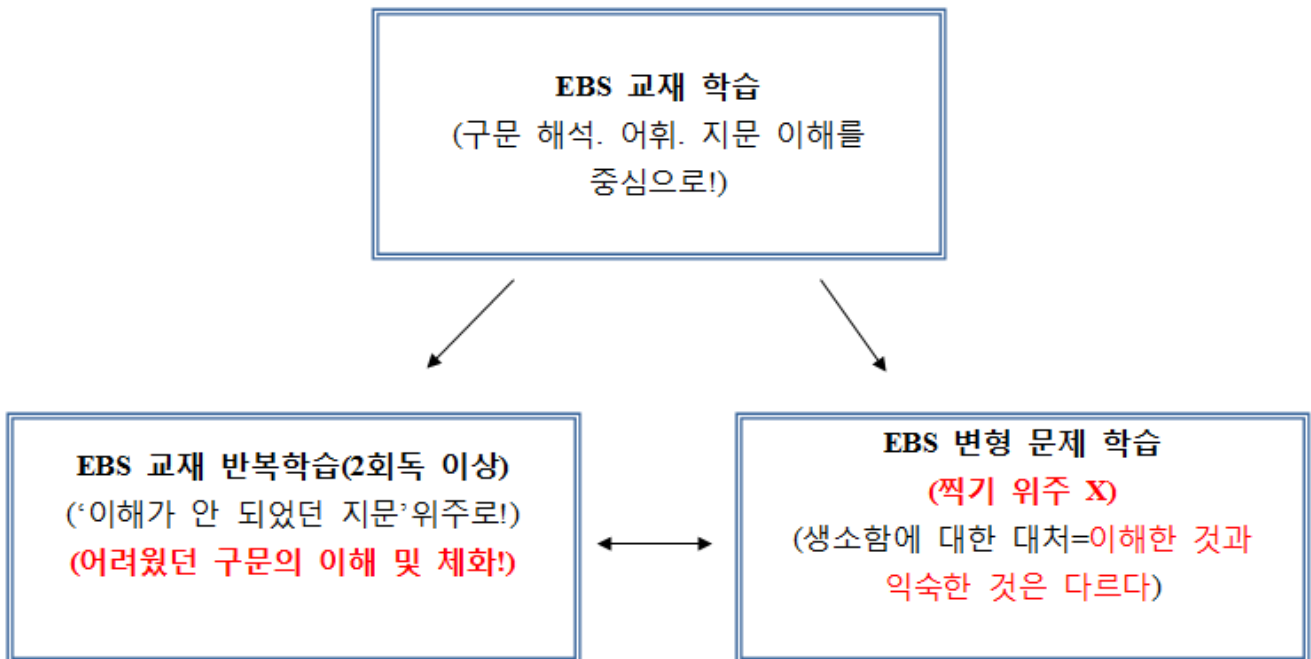 EBS 교재 학습
(구문 해석. 어휘. 지문 이해를
중심으로!)
EBS 교재 반복학습(2회독 이상)
(‘이해가 안 되었던 지문’위주로!)
(어려웠던 구문의 이해 및 체화!)
EBS 변형 문제 학습
(찍기 위주 X)
(생소함에 대한 대처=이해한 것과
익숙한 것은 다르다)